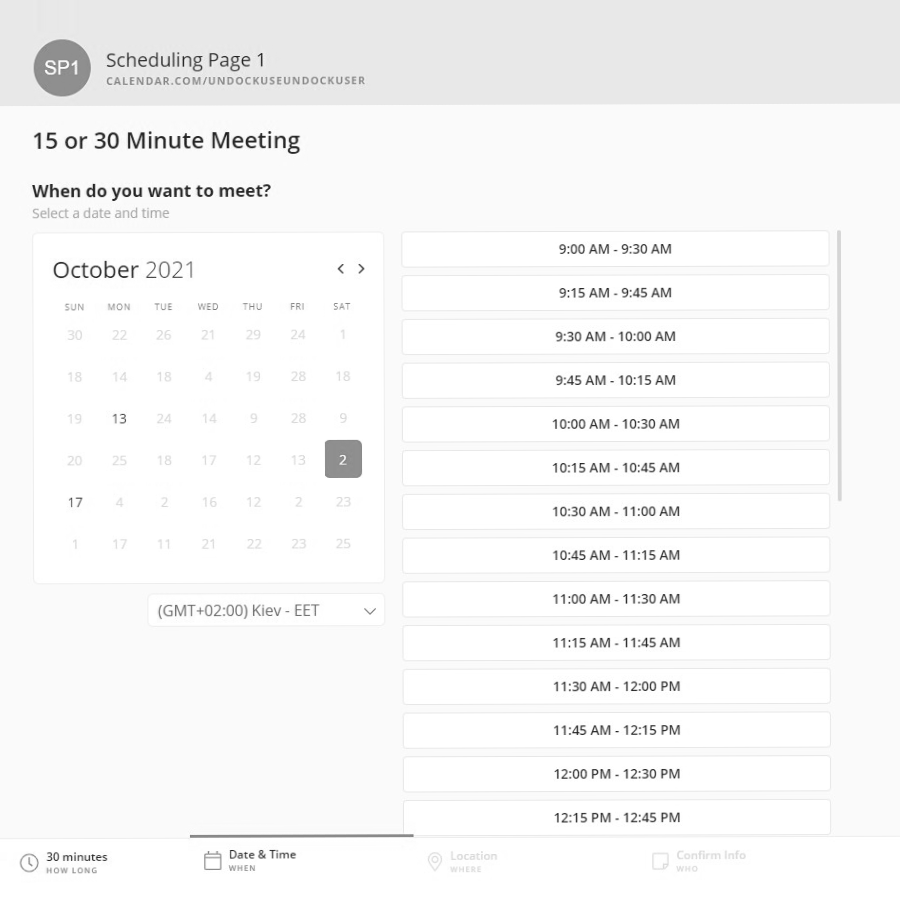 SP1
Scheduling Page 1
CALENDAR.COM/UNDOCKUSEUNDOCKUSER
15 or 30 Minute Meeting
When do you want to meet?
Select a date and time
October 2021
SUN MON TUE WED THU FRI SAT
30 22 26 21 29 24 1
18 14 18 4 19 28 18
19 13 24 14 9 28 9
20 25 18 17 12 13 2
17 4 2 16 12 2 23
1 17 11 21 22 23 25
(GMT+02:00) Kiev - EET
9:00 AM - 9:30 AM
9:15 AM - 9:45 AM
9:30 AM - 10:00 AM
9:45 AM - 10:15 AM
10:00 AM - 10:30 AM
10:15 AM - 10:45 AM
10:30 AM - 11:00 AM
10:45 AM - 11:15 AM
11:00 AM - 11:30 AM
11:15 AM - 11:45 AM
11:30 AM - 12:00 PM
11:45 AM - 12:15 PM
12:00 PM - 12:30 PM
12:15 PM - 12:45 PM
30 minutes
HOW LONG
Date & Time
WHEN
Location
WHERE
Confirm Info
WHO